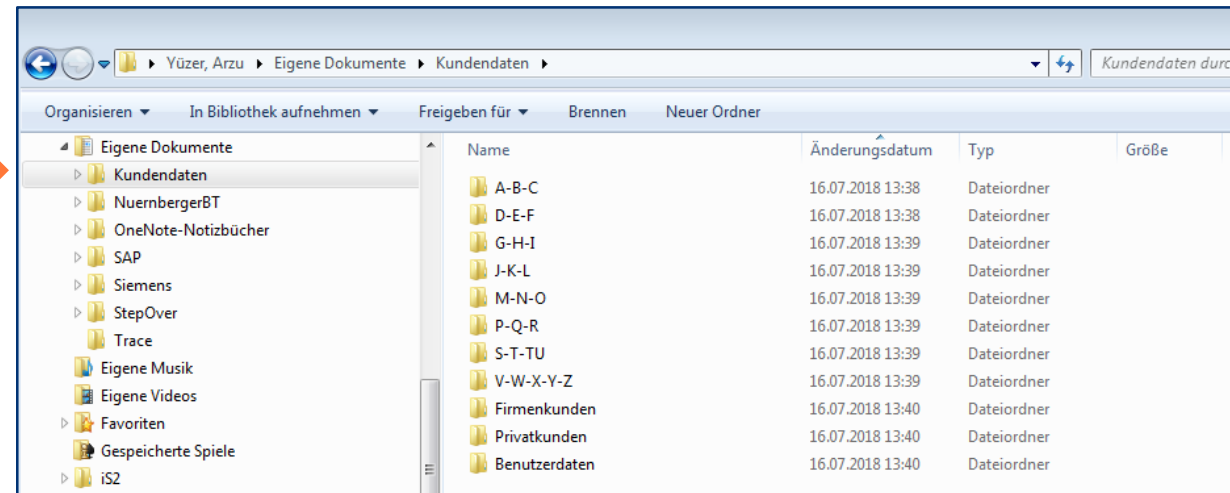 Yüzer, Arzu Eigene Dokumente Kundendaten
Kundendaten durc
Organisieren In Bibliothek aufnehmen Freigeben für Brennen Neuer Ordner
Eigene Dokumente
Kundendaten
NuernbergerBT
OneNote-Notizbücher
SAP
Siemens
StepOver
Trace
Eigene Musik
Eigene Videos
Favoriten
Gespeicherte Spiele
iS2
Name Änderungsdatum Typ Größe
A-B-C 16.07.2018 13:38 Dateiordner
D-E-F 16.07.2018 13:38 Dateiordner
G-H-I 16.07.2018 13:39 Dateiordner
J-K-L 16.07.2018 13:39 Dateiordner
M-N-O 16.07.2018 13:39 Dateiordner
P-Q-R 16.07.2018 13:39 Dateiordner
S-T-TU 16.07.2018 13:39 Dateiordner
V-W-X-Y-Z 16.07.2018 13:39 Dateiordner
Firmenkunden 16.07.2018 13:40 Dateiordner
Privatkunden 16.07.2018 13:40 Dateiordner
Benutzerdaten 16.07.2018 13:40 Dateiordner